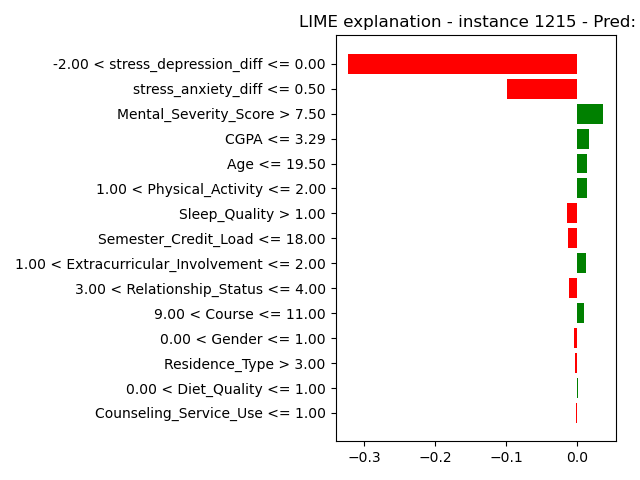 LIME explanation - instance 1215 - Pred:
-2.00 < stress_depression_diff <= 0.00
stress_anxiety_diff <= 0.50
Mental_Severity_Score > 7.50
CGPA <= 3.29
Age <= 19.50
1.00 < Physical_Activity <= 2.00
Sleep_Quality > 1.00
Semester_Credit_Load <= 18.00
1.00 < Extracurricular_Involvement <= 2.00
3.00 < Relationship_Status <= 4.00
9.00 < Course <= 11.00
0.00 < Gender <= 1.00
Residence_Type > 3.00
0.00 < Diet_Quality <= 1.00
Counseling_Service_Use <= 1.00
−0.3 −0.2 −0.1 0.0